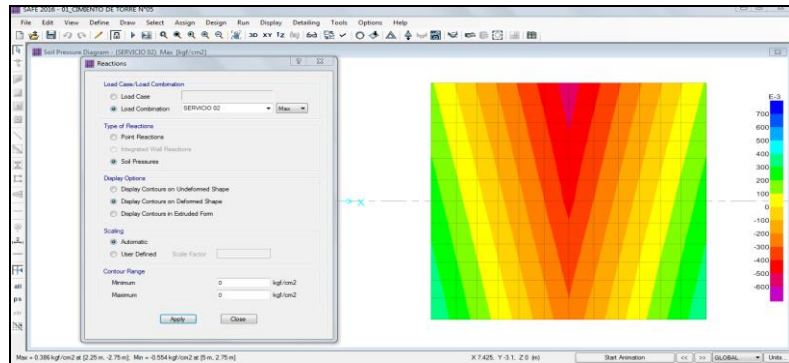 SAFE 2016 - 01_CIMIENTO DE TORRE N°05
File Edit View Define Draw Select Assign Design Run Display Detailing Tools Options Help
3D XY YZ
Soil Pressure Diagram - (SERVICIO 02) Max [kgf/cm2]
Reactions
Load Case/Load Combination
Load Case
Load Combination SERVICIO 02 Max
Type of Reactions
Point Reactions
Integrated Wall Reactions
Soil Pressures
Display Options
Display Contours on Undeformed Shape
Display Contours on Deformed Shape
Display Contours in Extruded Form
Scaling
Automatic
User Defined Scale Factor
Contour Range
Minimum 0 kgf/cm2
Maximum 0 kgf/cm2
Apply Close
X
E-3
700
600
500
400
300
200
100
0
-100
-200
-300
-400
-500
-600
all
ps
Max = 0.386 kgf/cm2 at [2.25 m, -2.75 m]; Min = -0.554 kgf/cm2 at [5 m, 2.75 m]
X 7.425, Y -3.1, Z 0 (m)
Start Animation << >> GLOBAL Units...